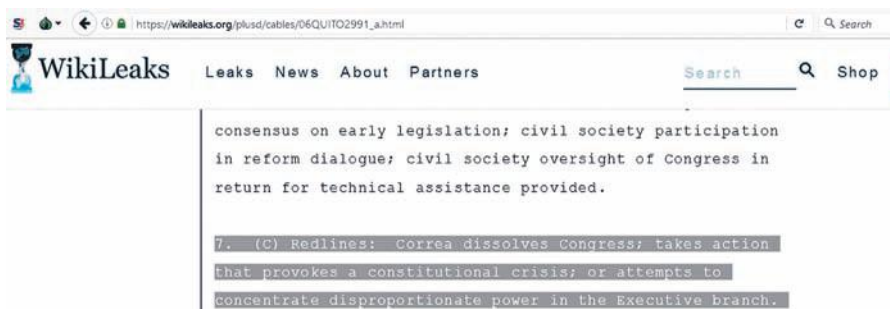 https://wikileaks.org/plusd/cables/06QUITO2991_a.html
Search
WikiLeaks
Leaks News About Partners
Search
Shop
consensus on early legislation; civil society participation
in reform dialogue; civil society oversight of Congress in
return for technical assistance provided.
7. (C) Redlines: Correa dissolves Congress; takes action
that provokes a constitutional crisis; or attempts to
concentrate disproportionate power in the Executive branch.